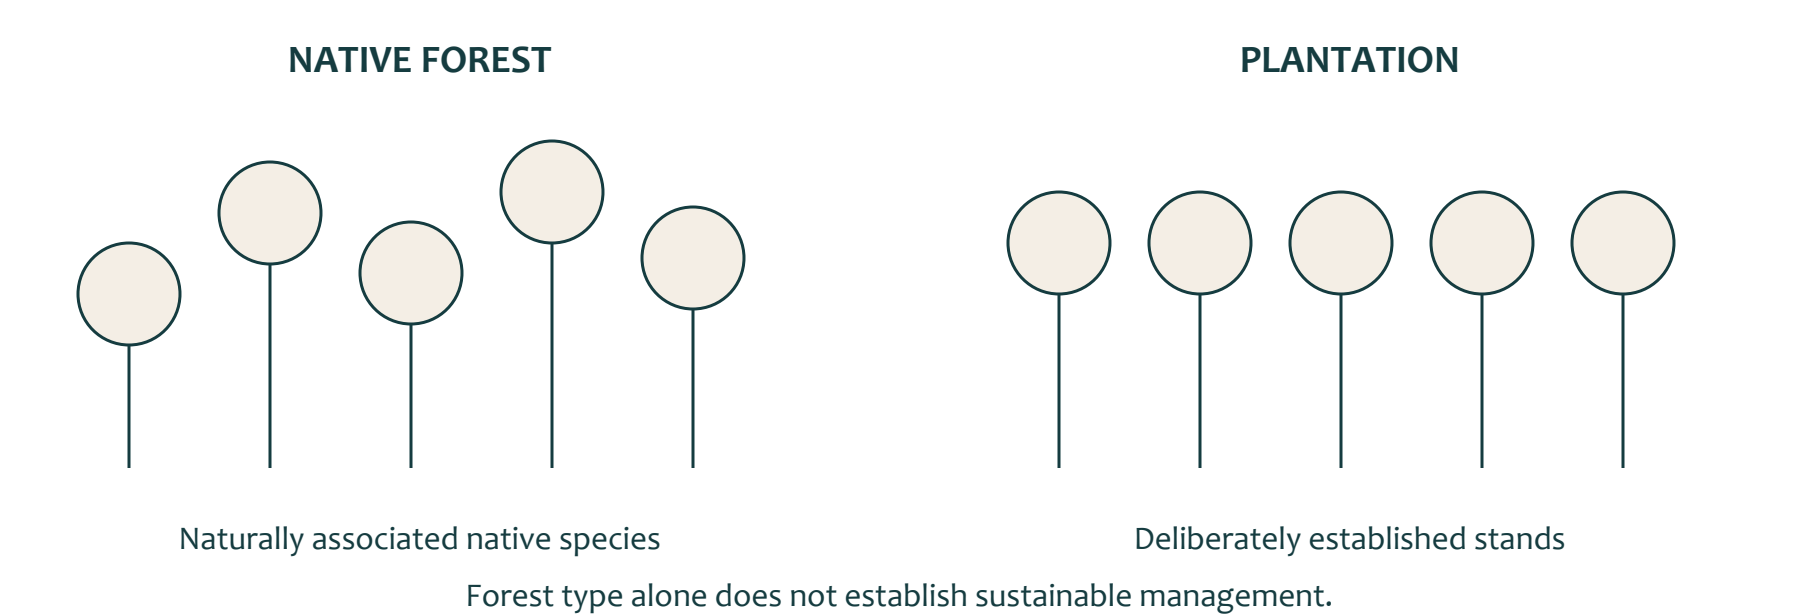 NATIVE FOREST
PLANTATION
Naturally associated native species
Deliberately established stands
Forest type alone does not establish sustainable management.